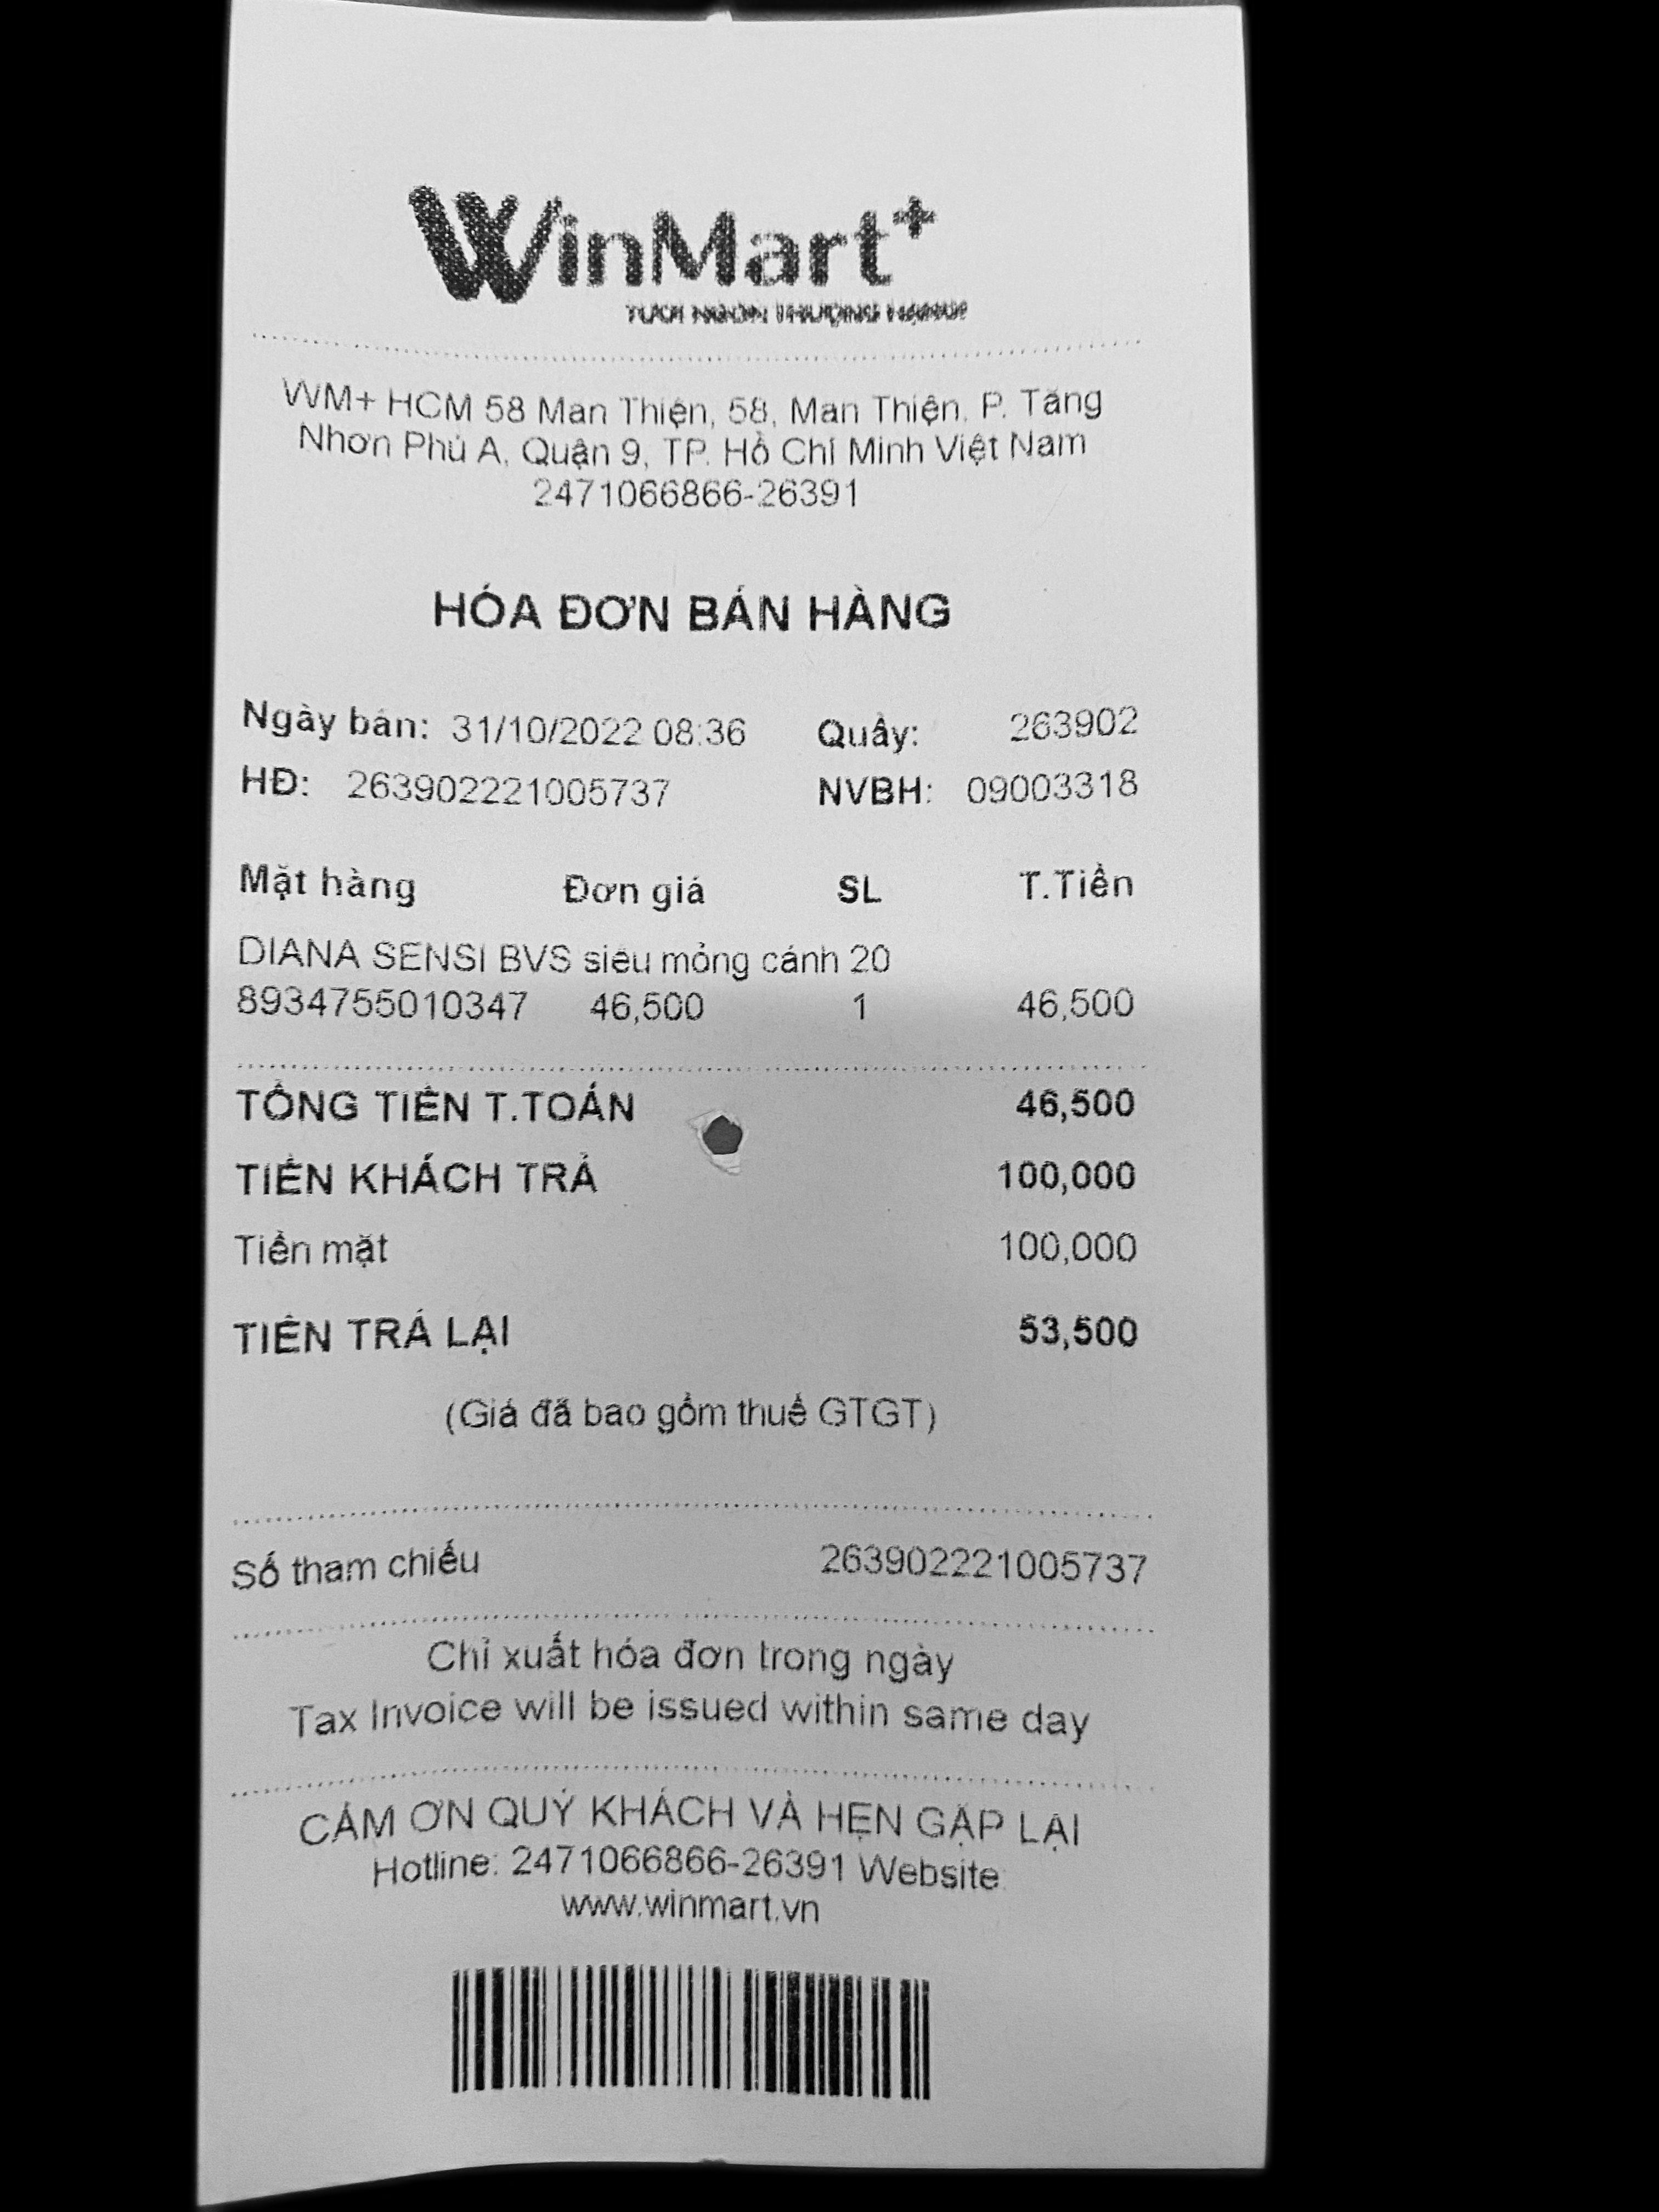 WinMart+
TƯƠI NGON THƯỢNG HẠNG
WM+ HCM 58 Man Thiện, 58, Man Thiện, P. Tăng
Nhơn Phú A, Quận 9, TP. Hồ Chí Minh Việt Nam
2471066866-26391
HÓA ĐƠN BÁN HÀNG
Ngày bán: 31/10/2022 08:36 Quầy: 263902
HĐ: 263902221005737 NVBH: 09003318
Mặt hàng Đơn giá SL T.Tiền
DIANA SENSI BVS siêu mỏng cánh 20
8934755010347 46,500 1 46,500
TỔNG TIỀN T.TOÁN 46,500
TIỀN KHÁCH TRẢ 100,000
Tiền mặt 100,000
TIỀN TRẢ LẠI 53,500
(Giá đã bao gồm thuế GTGT)
Số tham chiếu 263902221005737
Chỉ xuất hóa đơn trong ngày
Tax Invoice will be issued within same day
CẢM ƠN QUÝ KHÁCH VÀ HẸN GẶP LẠI
Hotline: 2471066866-26391 Website:
www.winmart.vn